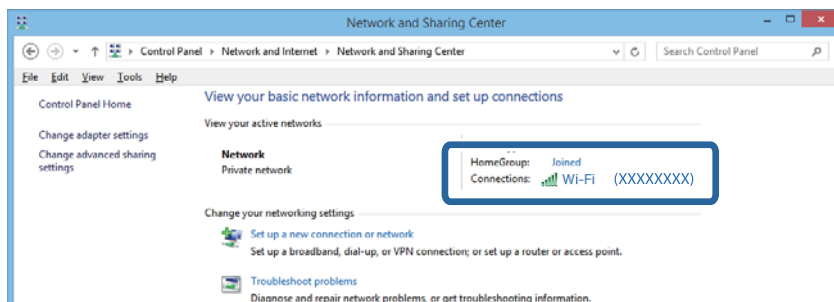 Network and Sharing Center
Control Panel Network and Internet Network and Sharing Center
Search Control Panel
File Edit View Tools Help
Control Panel Home
Change adapter settings
Change advanced sharing
settings
View your basic network information and set up connections
View your active networks
Network
Private network
HomeGroup: Joined
Connections: Wi-Fi (XXXXXXXX)
Change your networking settings
Set up a new connection or network
Set up a broadband, dial-up, or VPN connection; or set up a router or access point.
Troubleshoot problems
Diagnose and repair network problems, or get troubleshooting information.